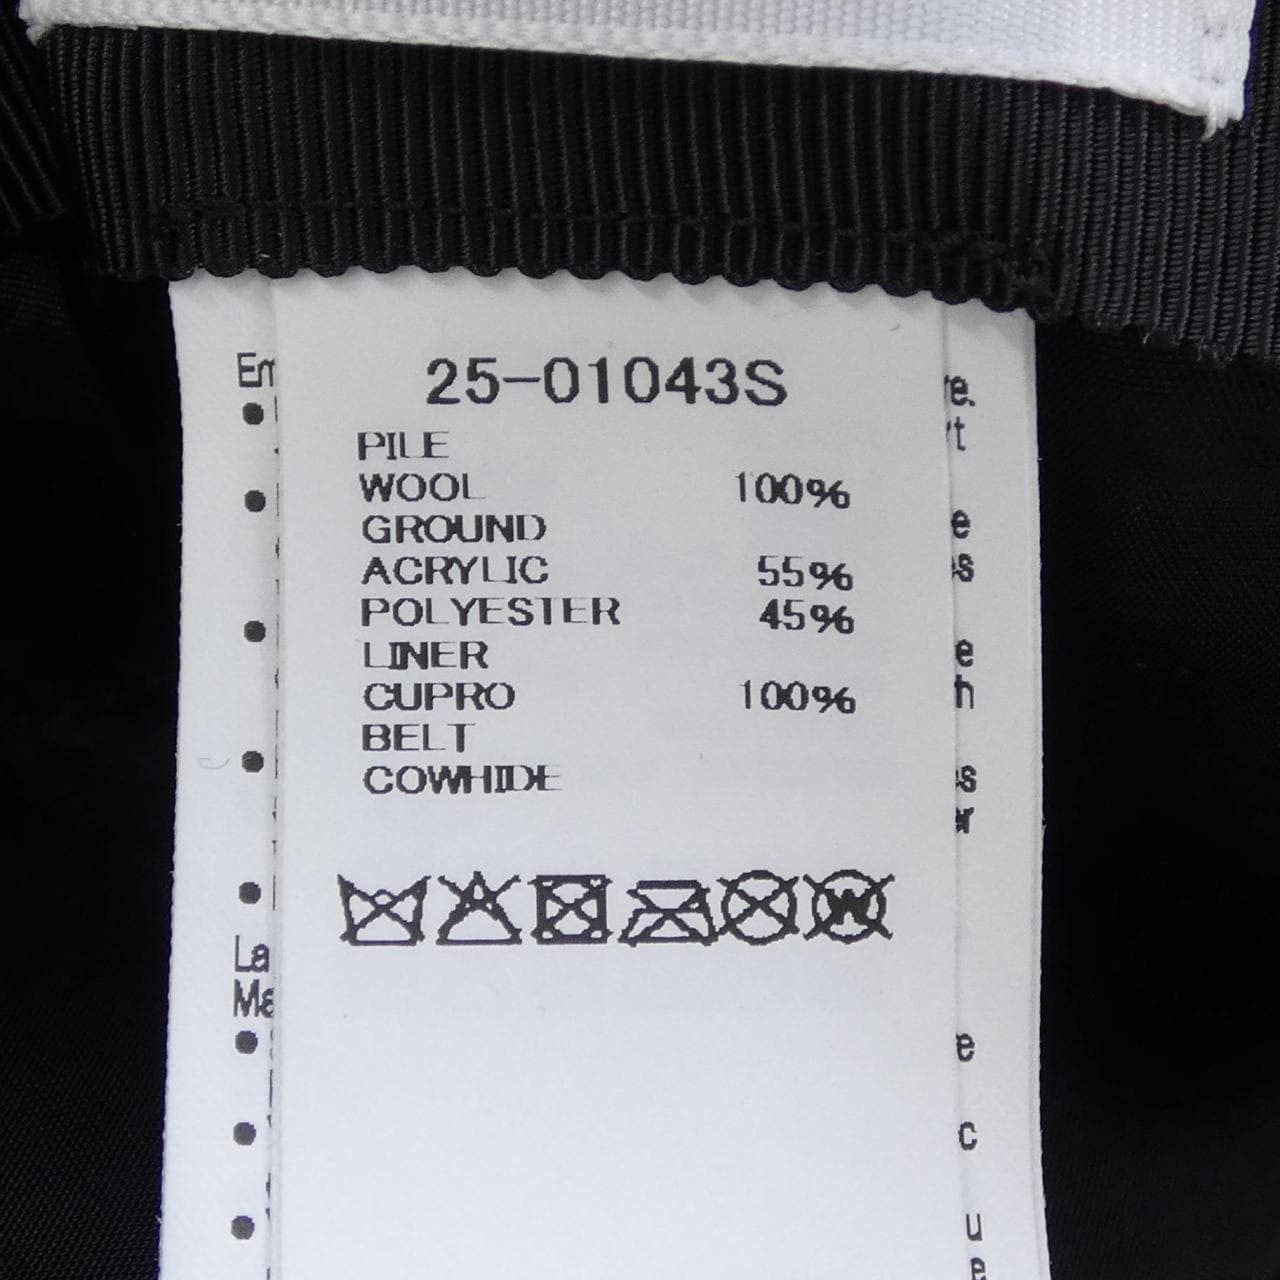 25-01043S
PILE
WOOL 100%
GROUND
ACRYLIC 55%
POLYESTER 45%
LINER
CUPRO 100%
BELT
COWHIDE
W